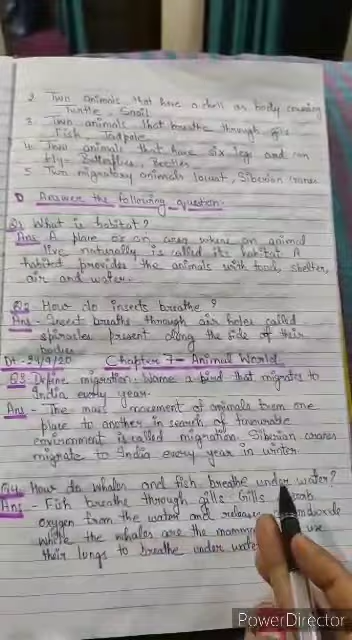 2. Two animals that have a shell as body covering
Turtle, Snail
3. Two animals that breathe through gills
Fish Tadpole
4. Two animals that have six legs and can
fly- Butterflies, Beetles
5. Two migratory animals locust, Siberian cranes
D Answer the following question.
Q1 What is habitat?
Ans A place or an area where an animal
live naturally is called its habitat. A
habitat provides the animals with food, shelter,
air and water.
Q2 How do insects breathe?
Ans - Insect breaths through air holes called
spiracles present along the side of their
bodies
Dt - 24/9/20 Chapter 7- Animal World
Q3 Define migration. Name a bird that migrates to
India every year.
Ans - The mass movement of animals from one
place to another in search of favourable
environment is called migration. Siberian cranes
migrate to India every year in winter.
Q4 How do whales and fish breathe under water?
Ans - Fish breathe through gills Gills
oxygen from the water and release
while the whales are the use
their lungs to breathe under water
PowerDirector